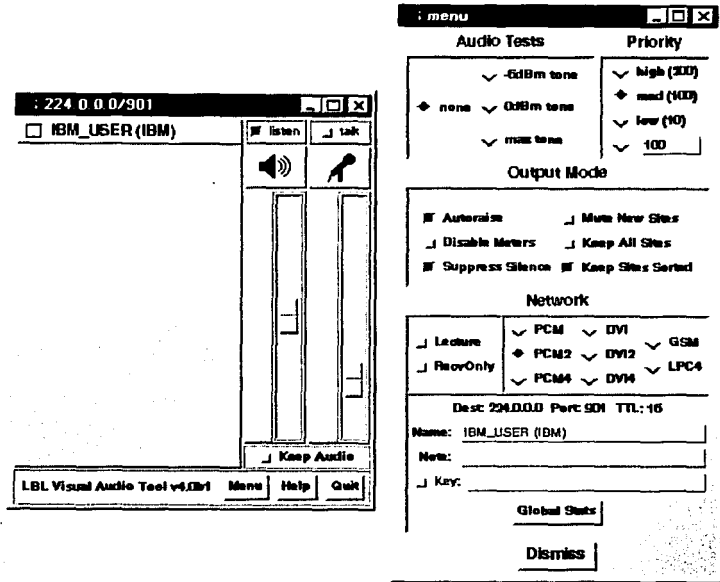 : 224.0.0.0/901
IBM_USER (IBM)
listen
talk
Keep Audio
LBL Visual Audio Tool v4.0b1 Menu Help Quit
: menu
Audio Tests
-6dBm tone
none 0dBm tone
max tone
Priority
high (200)
med (100)
low (10)
100
Output Mode
Autoraise Mute New Sites
Disable Meters Keep All Sites
Suppress Silence Keep Sites Sorted
Network
Lecture
RecvOnly
PCM DVI
PCM2 DVI2
PCM4 DVI4
GSM
LPC4
Dest: 224.0.0.0 Port: 901 TTL: 16
Name: IBM_USER (IBM)
Note:
Key:
Global Stats
Dismiss